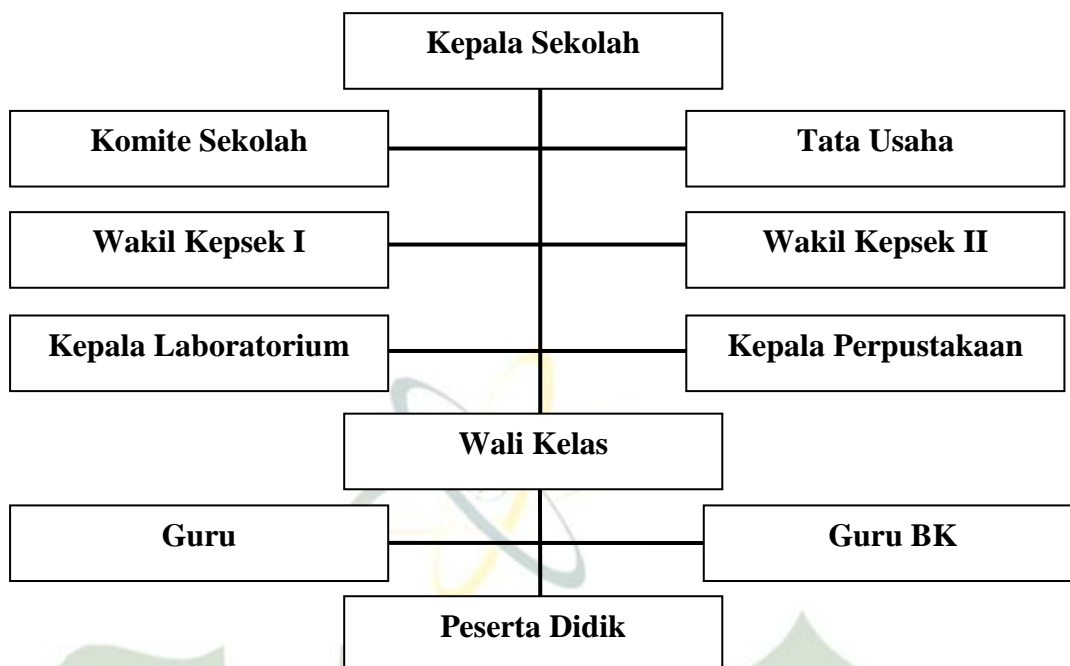 Kepala Sekolah
Komite Sekolah
Tata Usaha
Wakil Kepsek I
Wakil Kepsek II
Kepala Laboratorium
Kepala Perpustakaan
Wali Kelas
Guru
Guru BK
Peserta Didik